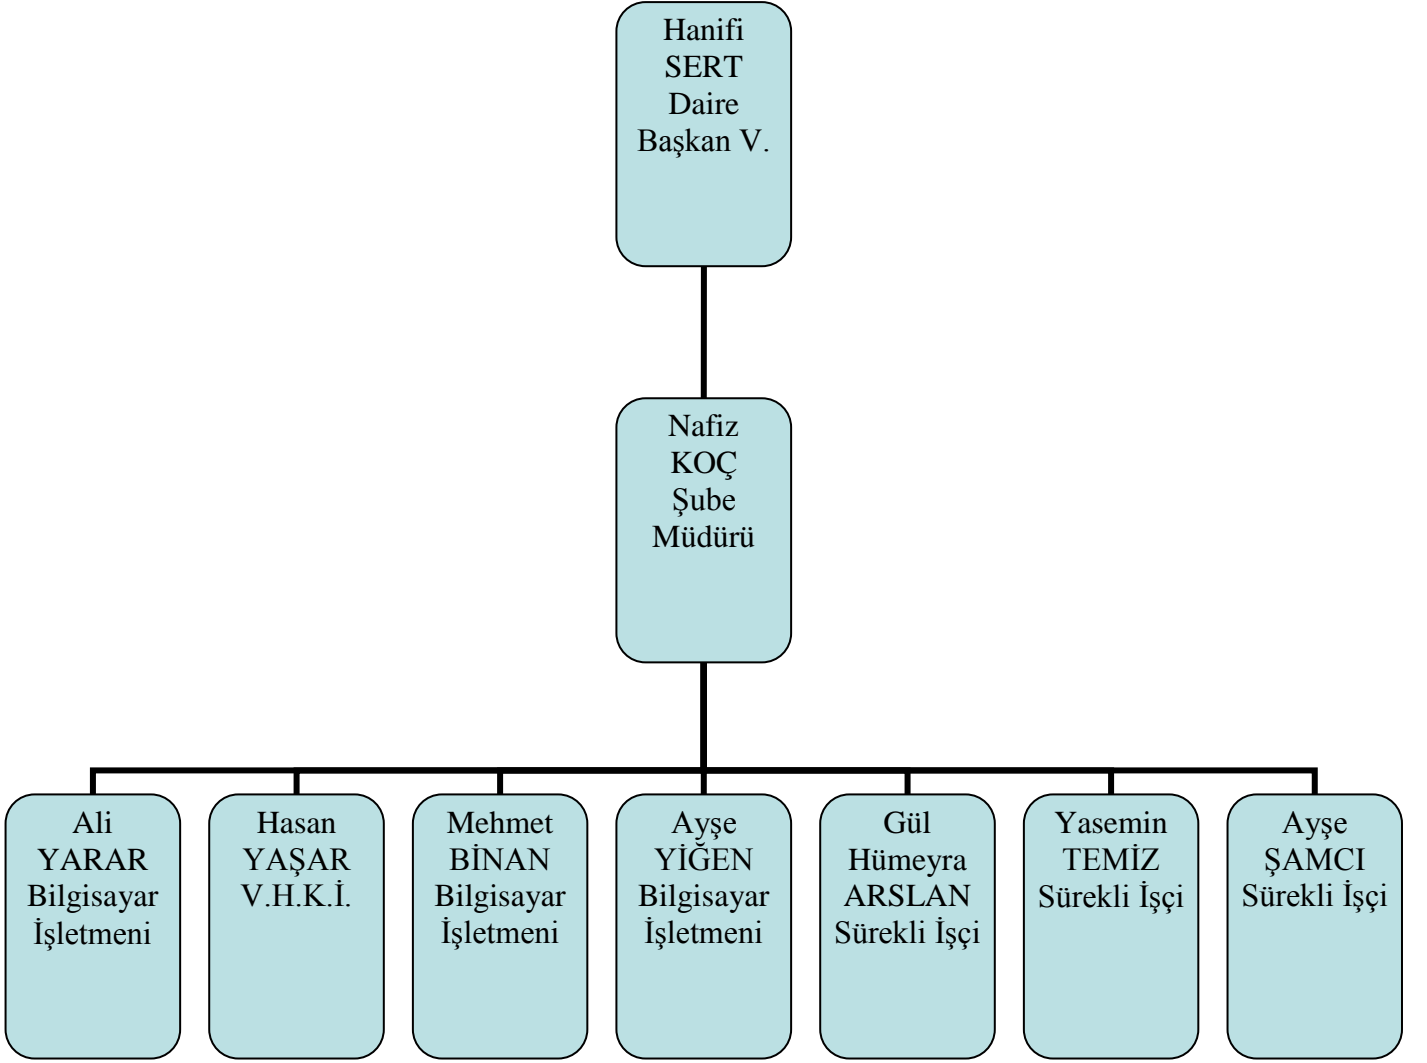 Hanifi
SERT
Daire
Başkan V.
Nafiz
KOÇ
Şube
Müdürü
Ali
YARAR
Bilgisayar
İşletmeni
Hasan
YAŞAR
V.H.K.İ.
Mehmet
BİNAN
Bilgisayar
İşletmeni
Ayşe
YİĞEN
Bilgisayar
İşletmeni
Gül
Hümeyra
ARSLAN
Sürekli İşçi
Yasemin
TEMİZ
Sürekli İşçi
Ayşe
ŞAMCI
Sürekli İşçi